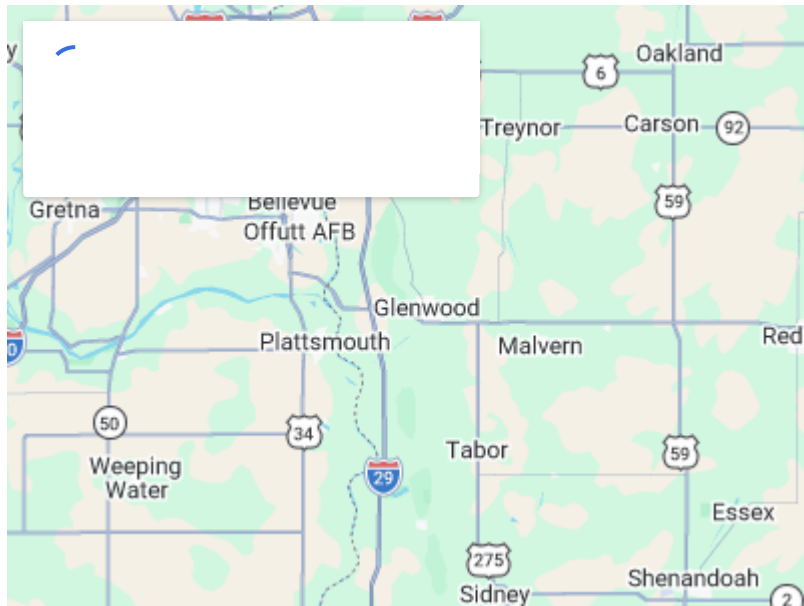 Oakland
6
y
Treynor
Carson
92
59
Bellevue
Gretna
Offutt AFB
Glenwood
Plattsmouth
Malvern
Red
0
50
34
Tabor
59
Weeping
Water
29
Essex
275
Shenandoah
Sidney
2